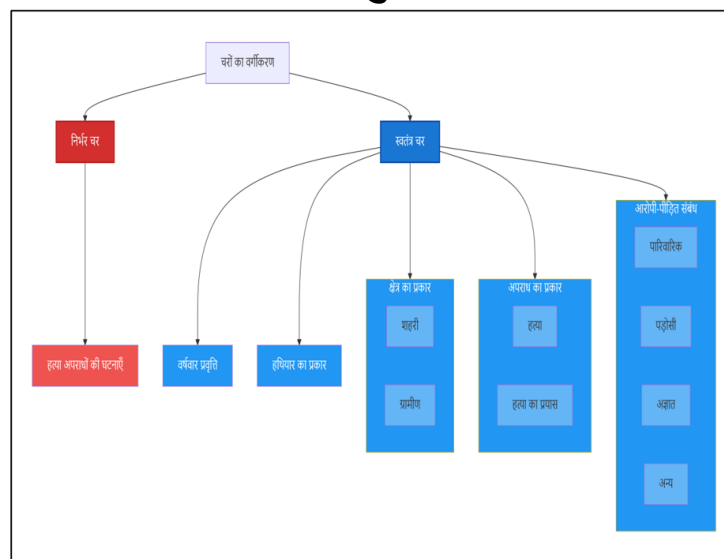 चरों का वर्गीकरण
निर्भर चर
स्वतंत्र चर
आरोपी-पीड़ित संबंध
पारिवारिक
क्षेत्र का प्रकार
अपराध का प्रकार
शहरी
हत्या
पड़ोसी
हत्या अपराधों की घटनाएँ
वर्षवार प्रवृत्ति
हथियार का प्रकार
ग्रामीण
हत्या का प्रयास
अज्ञात
अन्य